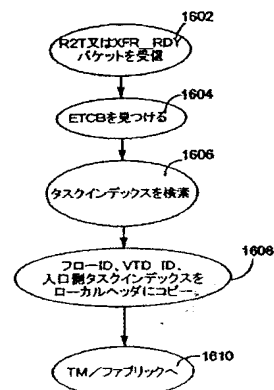 1602
R2T又はXFR_RDY
パケットを受信
1604
ETCBを見つける
1606
タスクインデックスを検索
1608
フローID、VTD_ID、
入口側タスクインデックスを
ローカルヘッダにコピー。
1610
TM/ファブリックへ